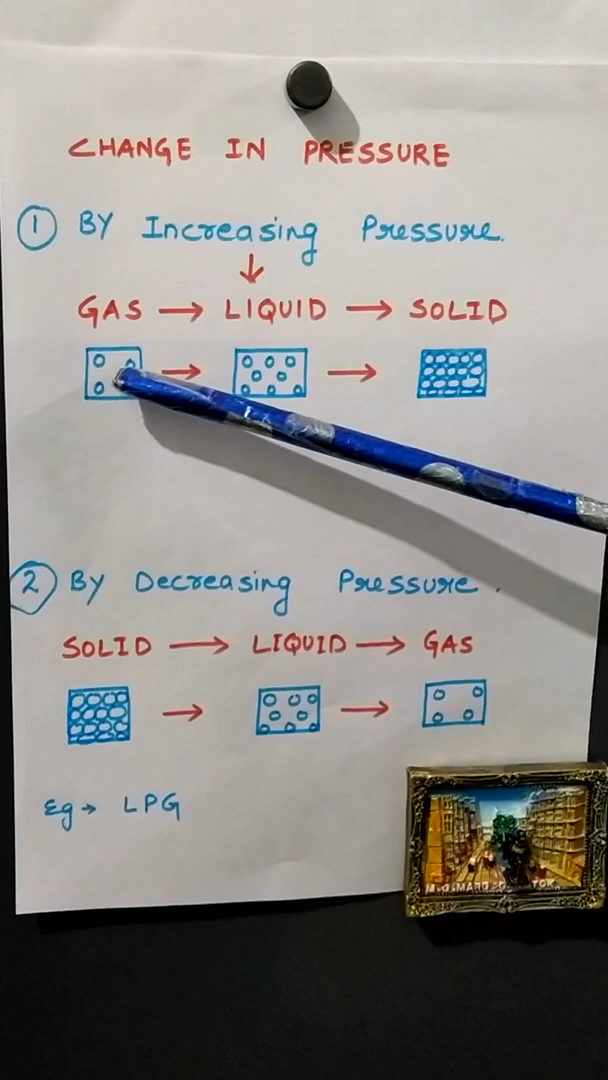 CHANGE IN PRESSURE
① BY Increasing Pressure.
↓
GAS → LIQUID → SOLID
→ →
② By Decreasing Pressure.
SOLID → LIQUID → GAS
→ →
Eg → LPG